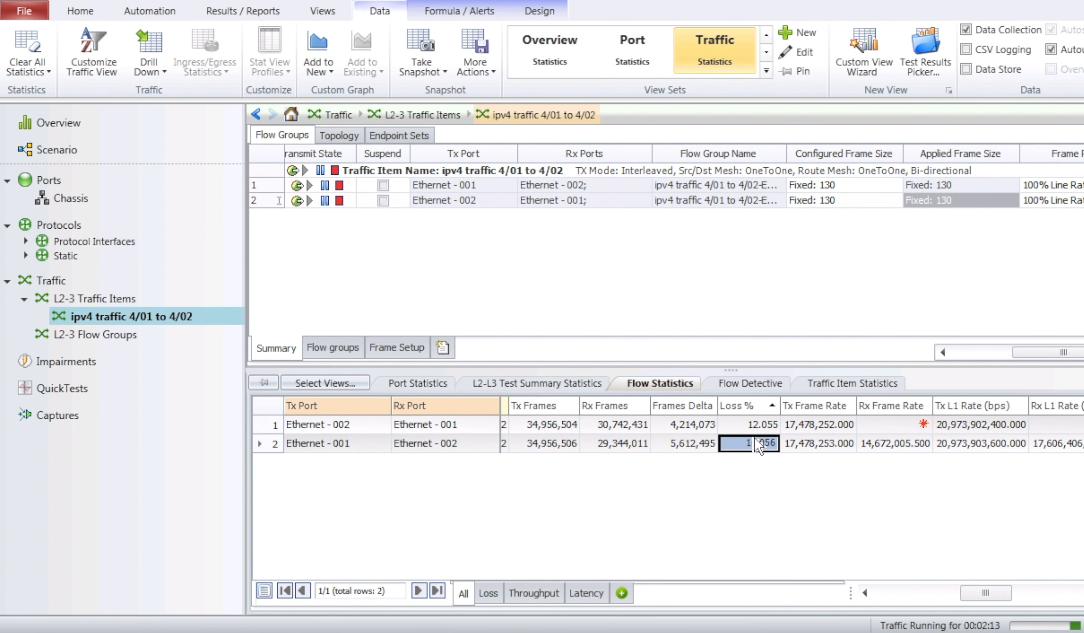 File Home Automation Results / Reports Views Data Formula / Alerts Design
Clear All Statistics
Customize Traffic View
Drill Down
Ingress/Egress Statistics
Stat View Profiles
Add to New
Add to Existing
Take Snapshot
More Actions
Overview Statistics
Port Statistics
Traffic Statistics
New
Edit
Pin
Custom View Wizard
Test Results Picker...
Data Collection
CSV Logging
Data Store
Statistics Traffic Customize Custom Graph Snapshot View Sets New View Data
Overview
Scenario
Ports
Chassis
Protocols
Protocol Interfaces
Static
Traffic
L2-3 Traffic Items
ipv4 traffic 4/01 to 4/02
L2-3 Flow Groups
Impairments
QuickTests
Captures
Traffic L2-3 Traffic Items ipv4 traffic 4/01 to 4/02
Flow Groups Topology Endpoint Sets
ransmit State Suspend Tx Port Rx Ports Flow Group Name Configured Frame Size Applied Frame Size Frame
Traffic Item Name: ipv4 traffic 4/01 to 4/02 TX Mode: Interleaved, Src/Dst Mesh: OneToOne, Route Mesh: OneToOne, Bi-directional
1 Ethernet - 001 Ethernet - 002; ipv4 traffic 4/01 to 4/02-E... Fixed: 130 Fixed: 130 100% Line Ra
2 Ethernet - 002 Ethernet - 001; ipv4 traffic 4/01 to 4/02-E... Fixed: 130 Fixed: 130 100% Line Ra
Summary Flow groups Frame Setup
Select Views... Port Statistics L2-L3 Test Summary Statistics Flow Statistics Flow Detective Traffic Item Statistics
Tx Port Rx Port Tx Frames Rx Frames Frames Delta Loss % Tx Frame Rate Rx Frame Rate Tx L1 Rate (bps) Rx L1 Rate (
1 Ethernet - 002 Ethernet - 001 2 34,956,504 30,742,431 4,214,073 12.055 17,478,252.000 * 20,973,902,400.000
2 Ethernet - 001 Ethernet - 002 2 34,956,506 29,344,011 5,612,495 17,478,253.000 14,672,005.500 20,973,903,600.000 17,606,406,
1/1 (total rows: 2) All Loss Throughput Latency
Traffic Running for 00:02:13